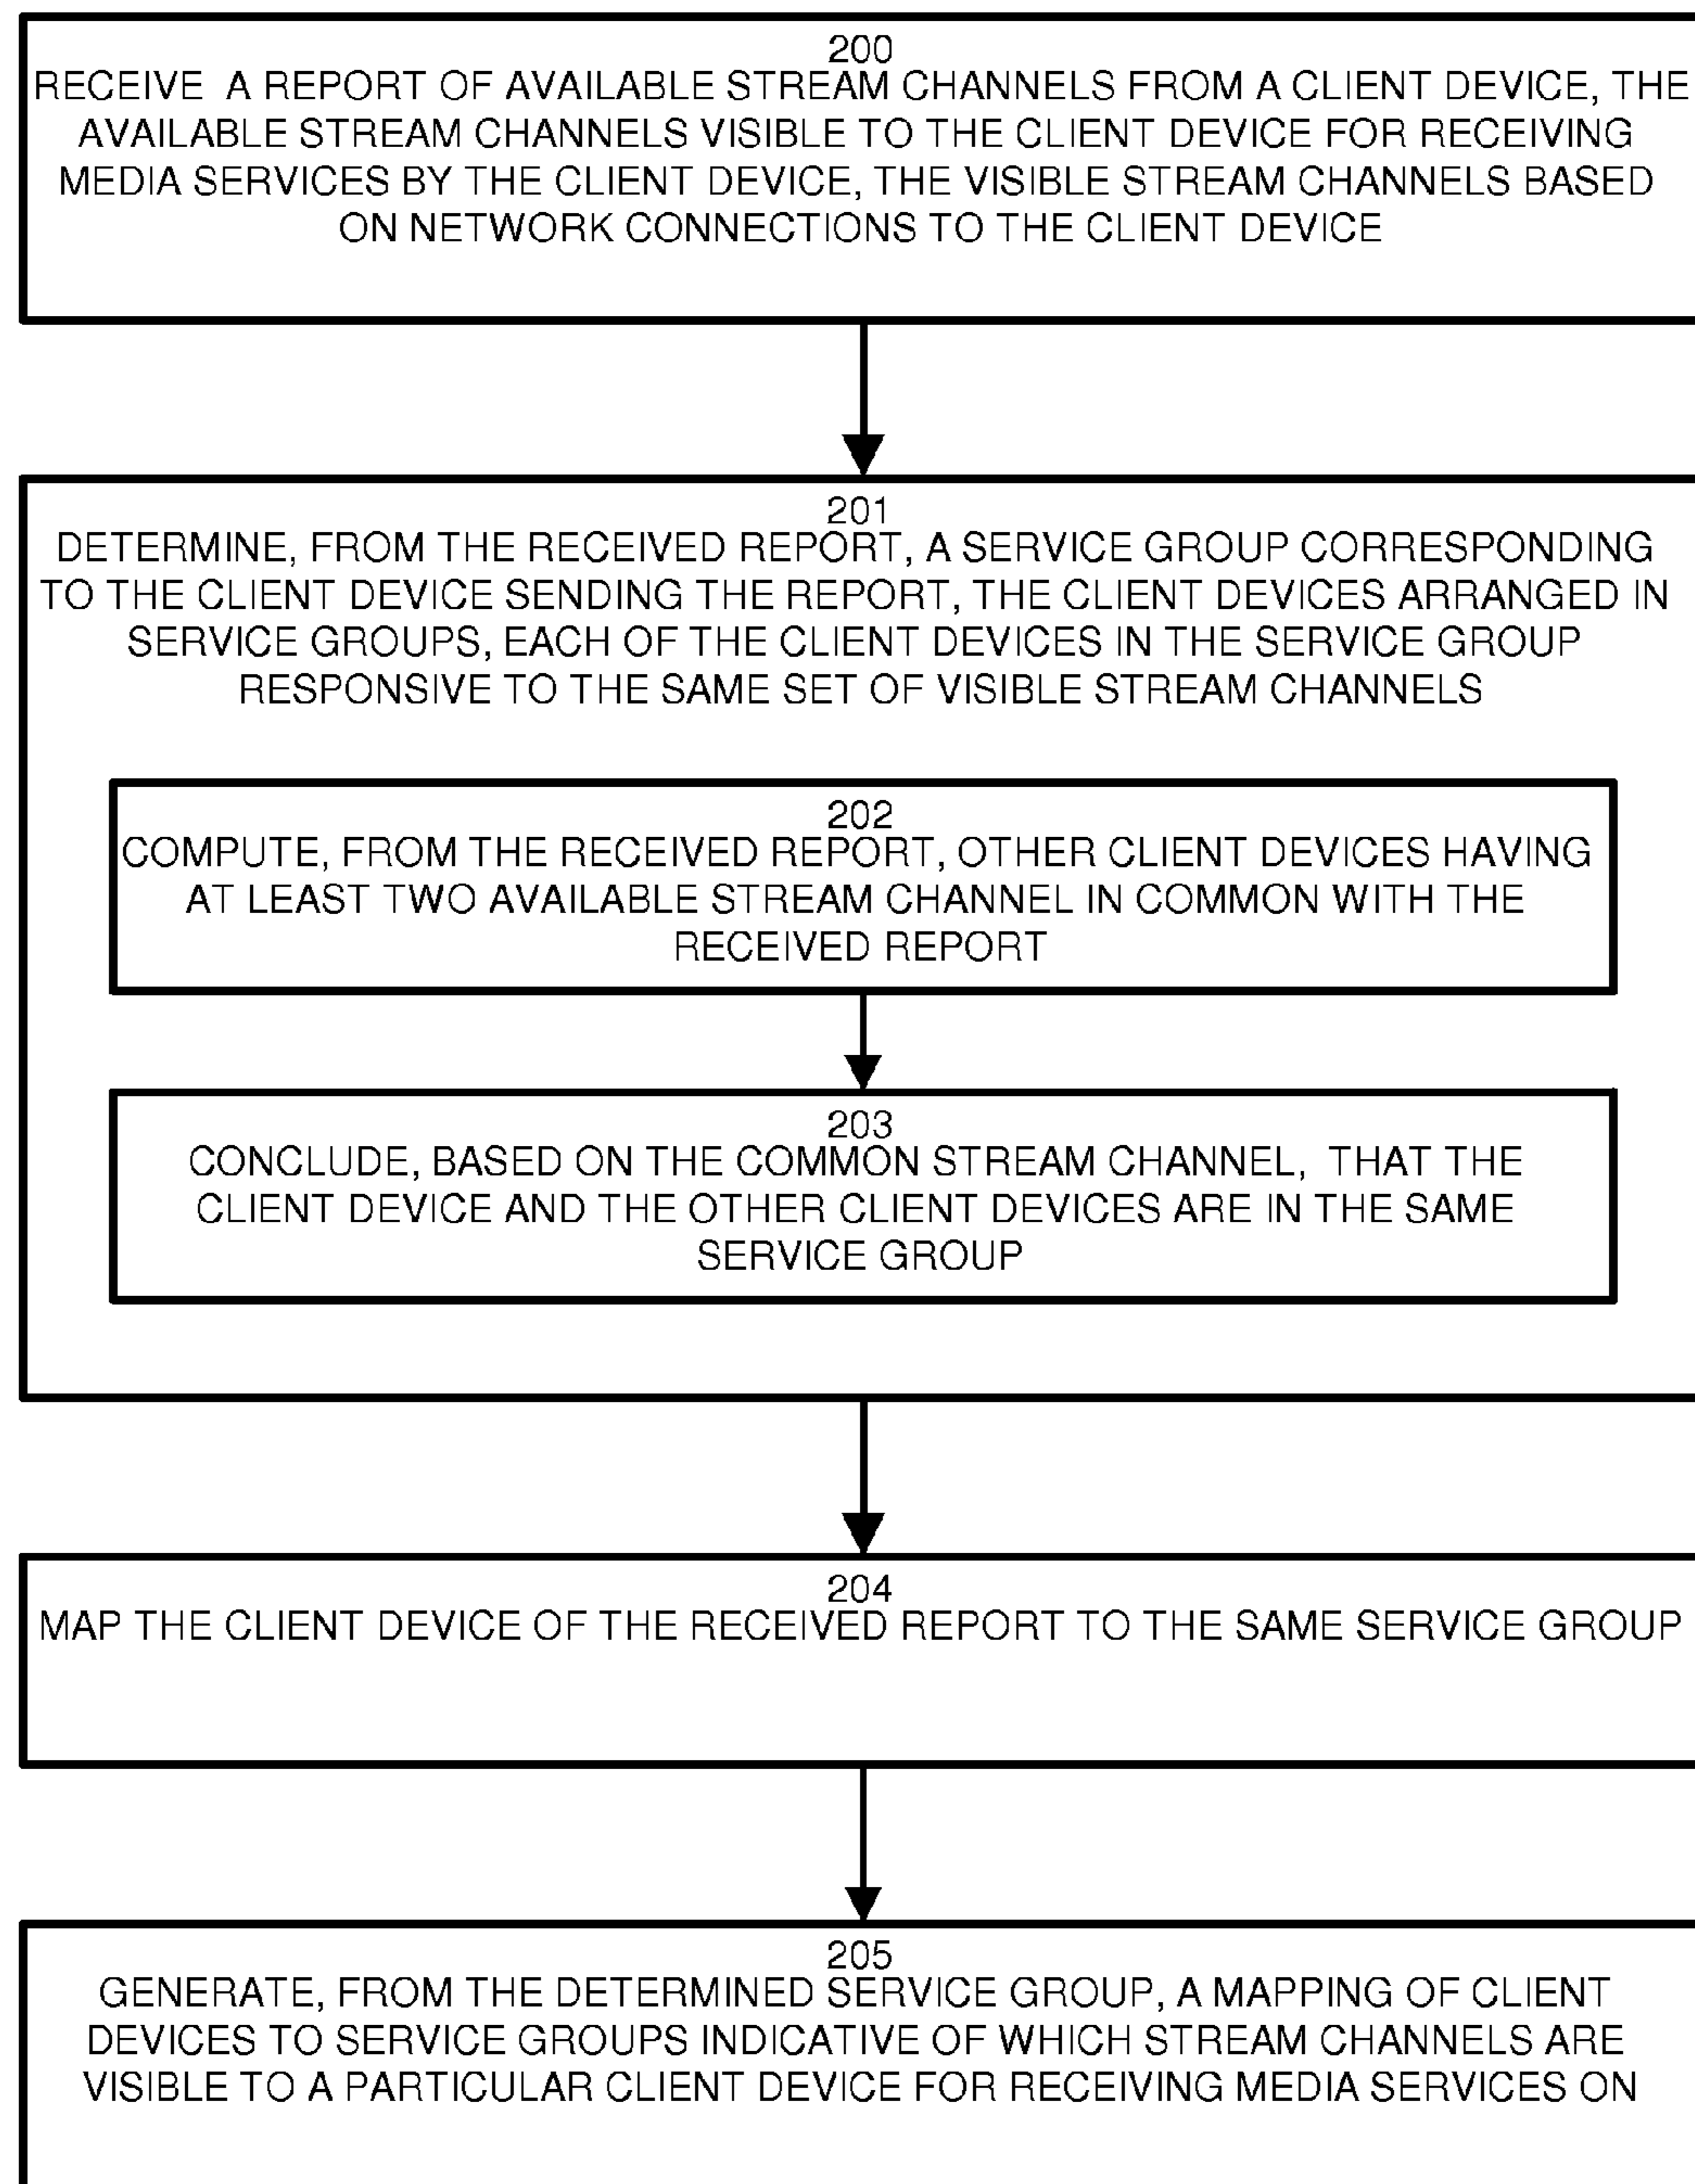 200
RECEIVE A REPORT OF AVAILABLE STREAM CHANNELS FROM A CLIENT DEVICE, THE
AVAILABLE STREAM CHANNELS VISIBLE TO THE CLIENT DEVICE FOR RECEIVING
MEDIA SERVICES BY THE CLIENT DEVICE, THE VISIBLE STREAM CHANNELS BASED
ON NETWORK CONNECTIONS TO THE CLIENT DEVICE
201
DETERMINE, FROM THE RECEIVED REPORT, A SERVICE GROUP CORRESPONDING
TO THE CLIENT DEVICE SENDING THE REPORT, THE CLIENT DEVICES ARRANGED IN
SERVICE GROUPS, EACH OF THE CLIENT DEVICES IN THE SERVICE GROUP
RESPONSIVE TO THE SAME SET OF VISIBLE STREAM CHANNELS
202
COMPUTE, FROM THE RECEIVED REPORT, OTHER CLIENT DEVICES HAVING
AT LEAST TWO AVAILABLE STREAM CHANNEL IN COMMON WITH THE
RECEIVED REPORT
203
CONCLUDE, BASED ON THE COMMON STREAM CHANNEL, THAT THE
CLIENT DEVICE AND THE OTHER CLIENT DEVICES ARE IN THE SAME
SERVICE GROUP
204
MAP THE CLIENT DEVICE OF THE RECEIVED REPORT TO THE SAME SERVICE GROUP
205
GENERATE, FROM THE DETERMINED SERVICE GROUP, A MAPPING OF CLIENT
DEVICES TO SERVICE GROUPS INDICATIVE OF WHICH STREAM CHANNELS ARE
VISIBLE TO A PARTICULAR CLIENT DEVICE FOR RECEIVING MEDIA SERVICES ON